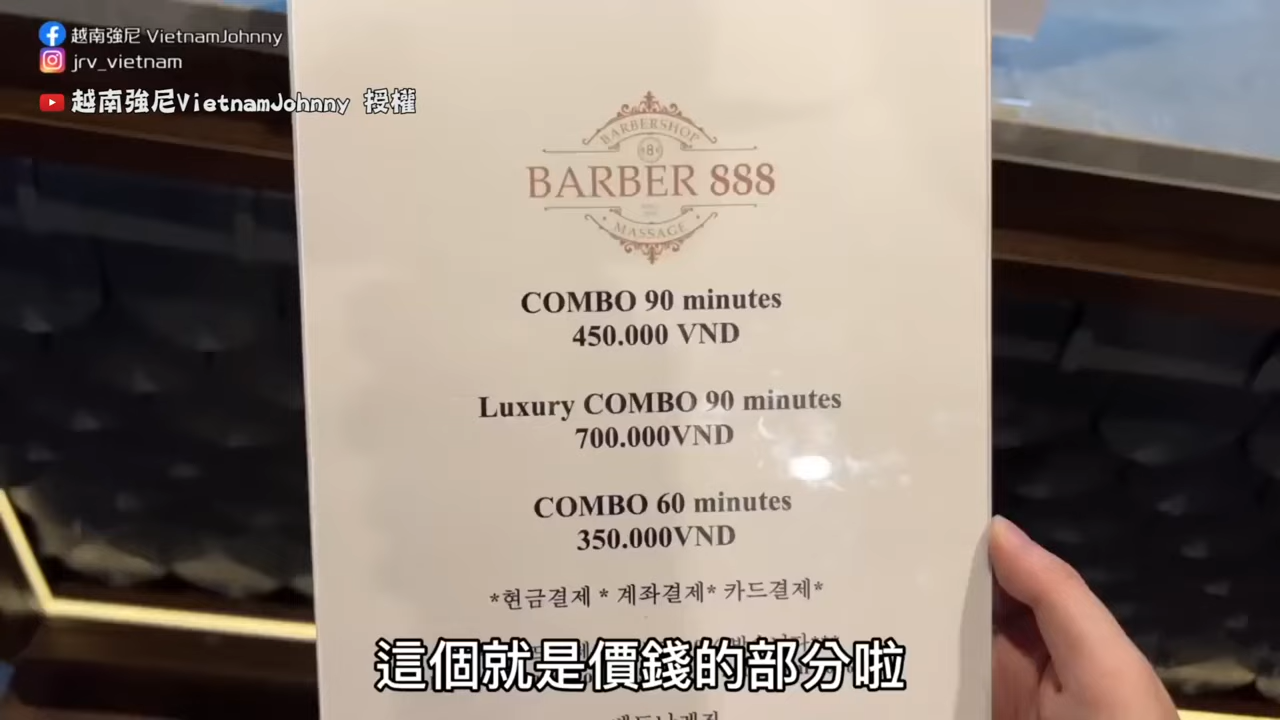 越南強尼 VietnamJohnny
jrv_vietnam
越南強尼VietnamJohnny 授權
BARBERSHOP
8
BARBER 888
MASSAGE
COMBO 90 minutes
450.000 VND
Luxury COMBO 90 minutes
700.000VND
COMBO 60 minutes
350.000VND
*현금결제 * 계좌결제* 카드결제*
這個就是價錢的部分啦